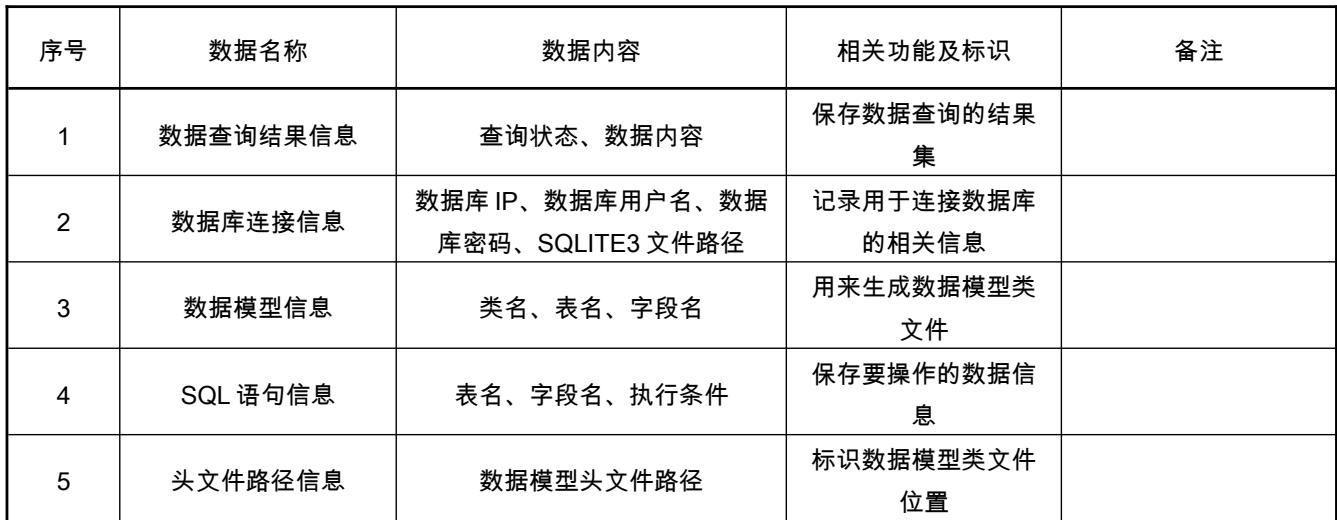 序号 数据名称 数据内容 相关功能及标识 备注
1 数据查询结果信息 查询状态、数据内容 保存数据查询的结果
集
2 数据库连接信息 数据库 IP、数据库用户名、数据
库密码、SQLITE3 文件路径 记录用于连接数据库
的相关信息
3 数据模型信息 类名、表名、字段名 用来生成数据模型类
文件
4 SQL 语句信息 表名、字段名、执行条件 保存要操作的数据信
息
5 头文件路径信息 数据模型头文件路径 标识数据模型类文件
位置